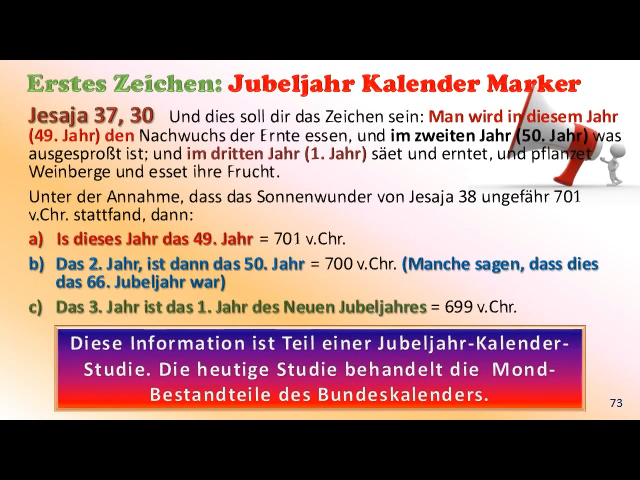 Erstes Zeichen: Jubeljahr Kalender Marker
Jesaja 37, 30 Und dies soll dir das Zeichen sein: Man wird in diesem Jahr
(49. Jahr) den Nachwuchs der Ernte essen, und im zweiten Jahr (50. Jahr) was
ausgesproßt ist; und im dritten Jahr (1. Jahr) säet und erntet, und pflanzet
Weinberge und esset ihre Frucht.
Unter der Annahme, dass das Sonnenwunder von Jesaja 38 ungefähr 701
v.Chr. stattfand, dann:
a) Is dieses Jahr das 49. Jahr = 701 v.Chr.
b) Das 2. Jahr, ist dann das 50. Jahr = 700 v.Chr. (Manche sagen, dass dies
das 66. Jubeljahr war)
c) Das 3. Jahr ist das 1. Jahr des Neuen Jubeljahres = 699 v.Chr.
Diese Information ist Teil einer Jubeljahr-Kalender-
Studie. Die heutige Studie behandelt die Mond-
Bestandteile des Bundeskalenders.
73